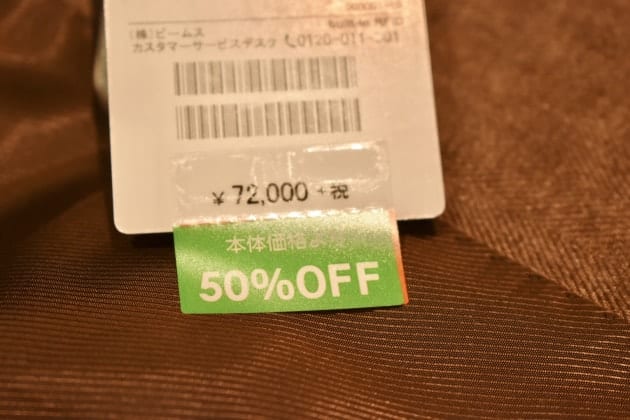 (株)ビームス
カスタマーサービスデスク 0120-011-301
¥72,000+税
本体価格より
50%OFF